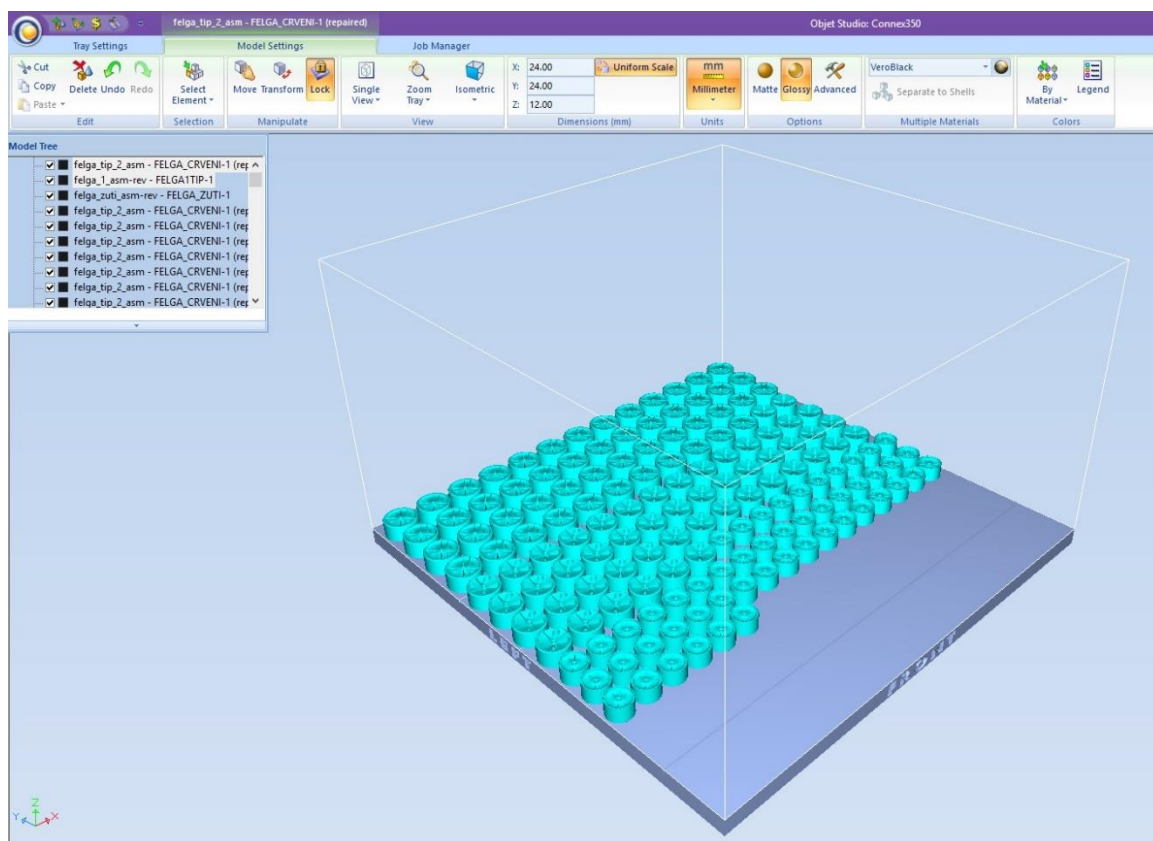 felga_tip_2_asm - FELGA_CRVENI-1 (repaired)
Objet Studio: Connex350
Tray Settings
Model Settings
Job Manager
Cut
Copy
Paste
Delete
Undo
Redo
Edit
Select Element
Selection
Move
Transform
Lock
Manipulate
Single View
Zoom Tray
Isometric
View
X: 24.00
Y: 24.00
Z: 12.00
Uniform Scale
Dimensions (mm)
mm
Millimeter
Units
Matte
Glossy
Advanced
Options
VeroBlack
Separate to Shells
Multiple Materials
By Material
Legend
Colors
Model Tree
felga_tip_2_asm - FELGA_CRVENI-1 (rep
felga_1_asm-rev - FELGA1TIP-1
felga_zuti_asm-rev - FELGA_ZUTI-1
felga_tip_2_asm - FELGA_CRVENI-1 (rep
felga_tip_2_asm - FELGA_CRVENI-1 (rep
felga_tip_2_asm - FELGA_CRVENI-1 (rep
felga_tip_2_asm - FELGA_CRVENI-1 (rep
felga_tip_2_asm - FELGA_CRVENI-1 (rep
felga_tip_2_asm - FELGA_CRVENI-1 (rep
felga_tip_2_asm - FELGA_CRVENI-1 (rep
LEFT
FRONT
Z
Y
X